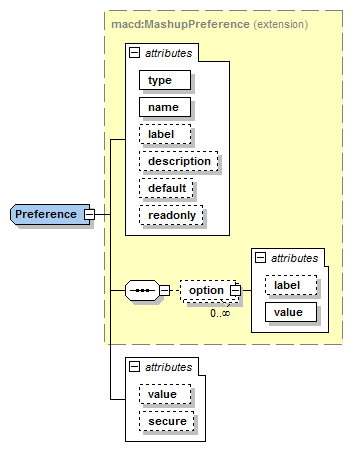 macd:MashupPreference (extension)
attributes
type
name
label
description
default
readonly
Preference
option
0..∞
attributes
label
value
attributes
value
secure